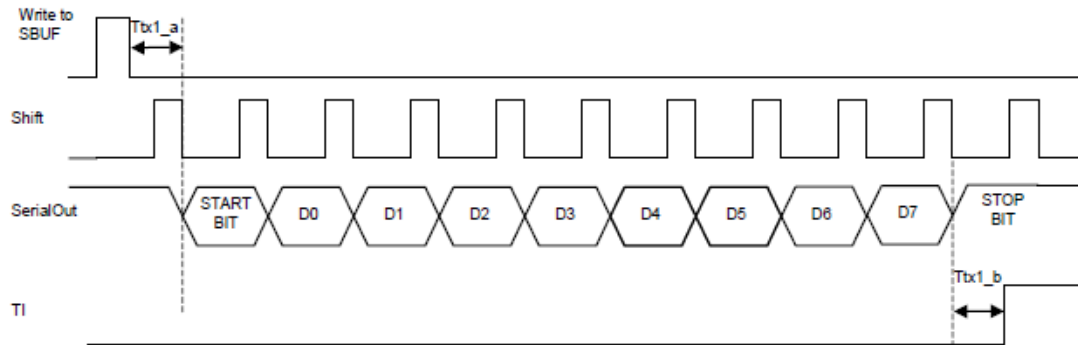 Write to
SBUF
Ttx1_a
Shift
SerialOut
START
BIT
D0
D1
D2
D3
D4
D5
D6
D7
STOP
BIT
Ttx1_b
TI